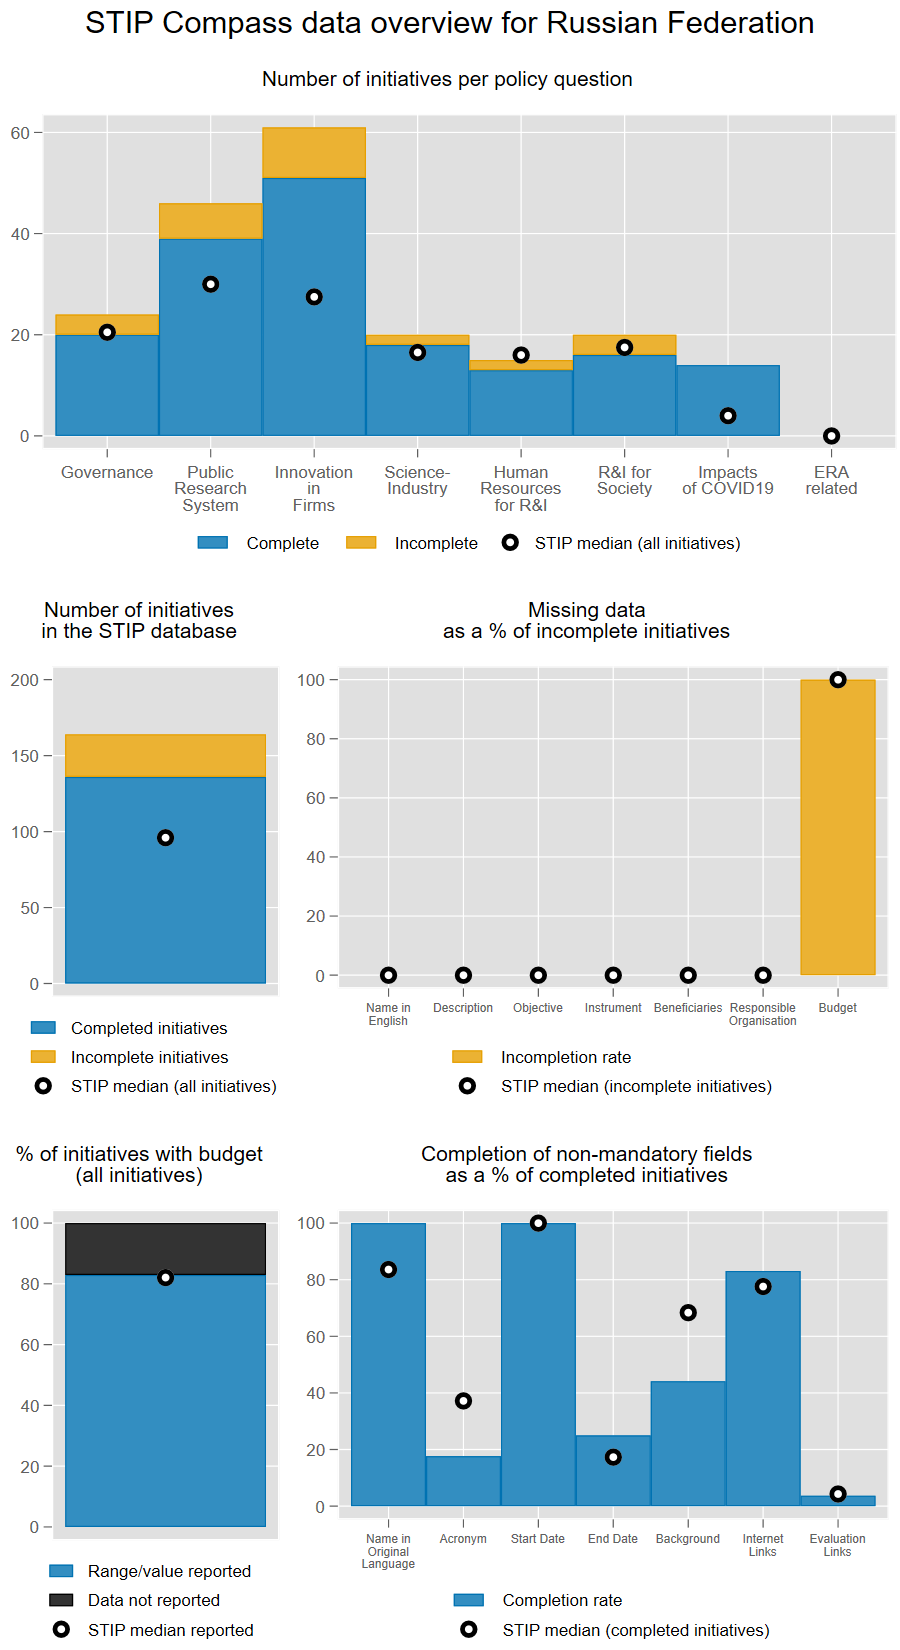 STIP Compass data overview for Russian Federation
Number of initiatives per policy question
60
40
20
0
Governance
Public
Research
System
Innovation
in
Firms
Science-
Industry
Human
Resources
for R&I
R&I for
Society
Impacts
of COVID19
ERA
related
Complete
Incomplete
STIP median (all initiatives)
Number of initiatives
in the STIP database
200
150
100
50
0
Completed initiatives
Incomplete initiatives
STIP median (all initiatives)
Missing data
as a % of incomplete initiatives
100
80
60
40
20
0
Name in
English
Description
Objective
Instrument
Beneficiaries
Responsible
Organisation
Budget
Incompletion rate
STIP median (incomplete initiatives)
% of initiatives with budget
(all initiatives)
100
80
60
40
20
0
Range/value reported
Data not reported
STIP median reported
Completion of non-mandatory fields
as a % of completed initiatives
100
80
60
40
20
0
Name in
Original
Language
Acronym
Start Date
End Date
Background
Internet
Links
Evaluation
Links
Completion rate
STIP median (completed initiatives)